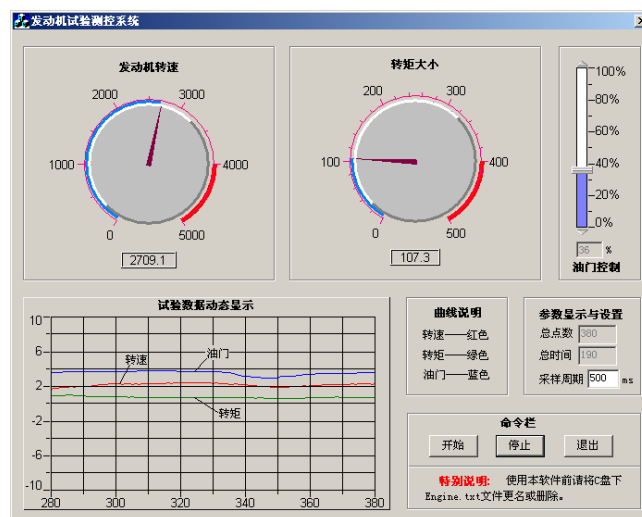 发动机试验测控系统
发动机转速
0
1000
2000
3000
4000
5000
2709.1
转矩大小
0
100
200
300
400
500
107.3
100%
80%
60%
40%
20%
0%
36 %
油门控制
试验数据动态显示
10
6
2
-2
-6
-10
280 300 320 340 360 380
转速
油门
转矩
曲线说明
转速——红色
转矩——绿色
油门——蓝色
参数显示与设置
总点数 380
总时间 190
采样周期 500 ms
命令栏
开始 停止 退出
特别说明: 使用本软件前请将C盘下
Engine.txt文件更名或删除。